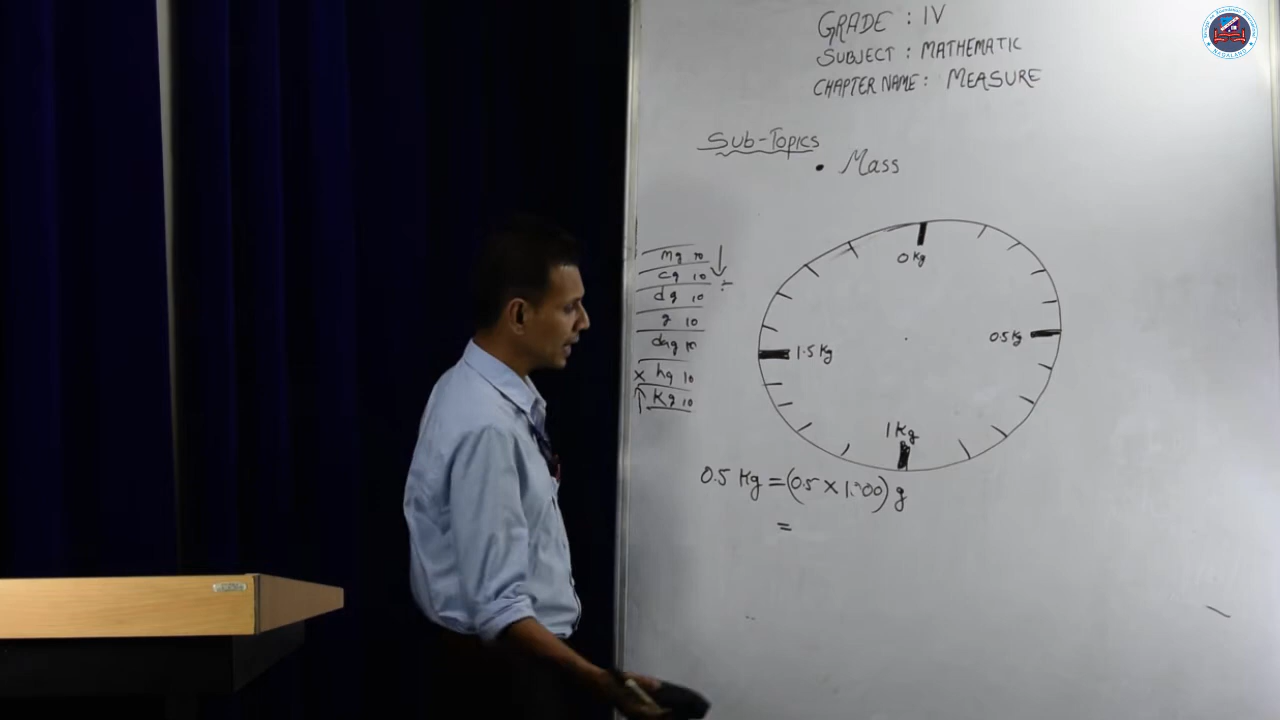 GRADE : IV
SUBJECT : MATHEMATIC
CHAPTER NAME : MEASURE
Sub-Topics
• Mass
mg 10 ↓
cg 10 ÷
dg 10
g 10
dag 10
× hg 10
↑ kg 10
0 Kg
0.5 Kg
1 Kg
1.5 Kg
0.5 Kg = (0.5 × 1000) g
=
NAGALAND